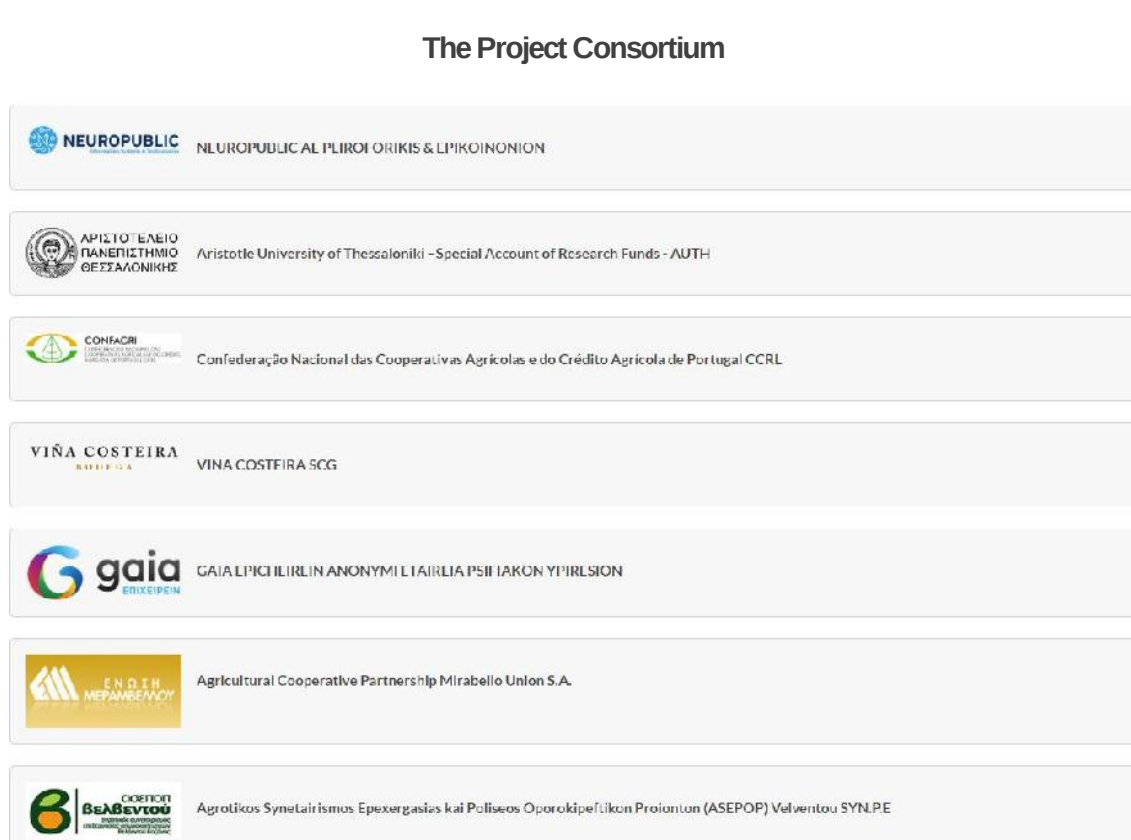 The Project Consortium
NEUROPUBLIC
NEUROPUBLIC AE PLIROFORIKIS & EPIKOINONION
ΑΡΙΣΤΟΤΕΛΕΙΟ
ΠΑΝΕΠΙΣΤΗΜΙΟ
ΘΕΣΣΑΛΟΝΙΚΗΣ
Aristotle University of Thessaloniki – Special Account of Research Funds - AUTH
CONFAGRI
Confederação Nacional das Cooperativas Agrícolas e do Crédito Agrícola de Portugal CCRL
VIÑA COSTEIRA
BODEGA
VINA COSTEIRA SCG
gaia
ΕΠΙΧΕΙΡΕΙΝ
GAIA EPICHEIREIN ANONYMI ETAIREIA PSIFIAKON YPIRESION
ΕΝΩΣΗ
ΜΕΡΑΜΒΕΛΛΟΥ
Agricultural Cooperative Partnership Mirabello Union S.A.
Βελβεντού
Agrotikos Synetairismos Epexergasias kai Poliseos Oporokipeftikon Proionton (ASEPOP) Velventou SYN.P.E